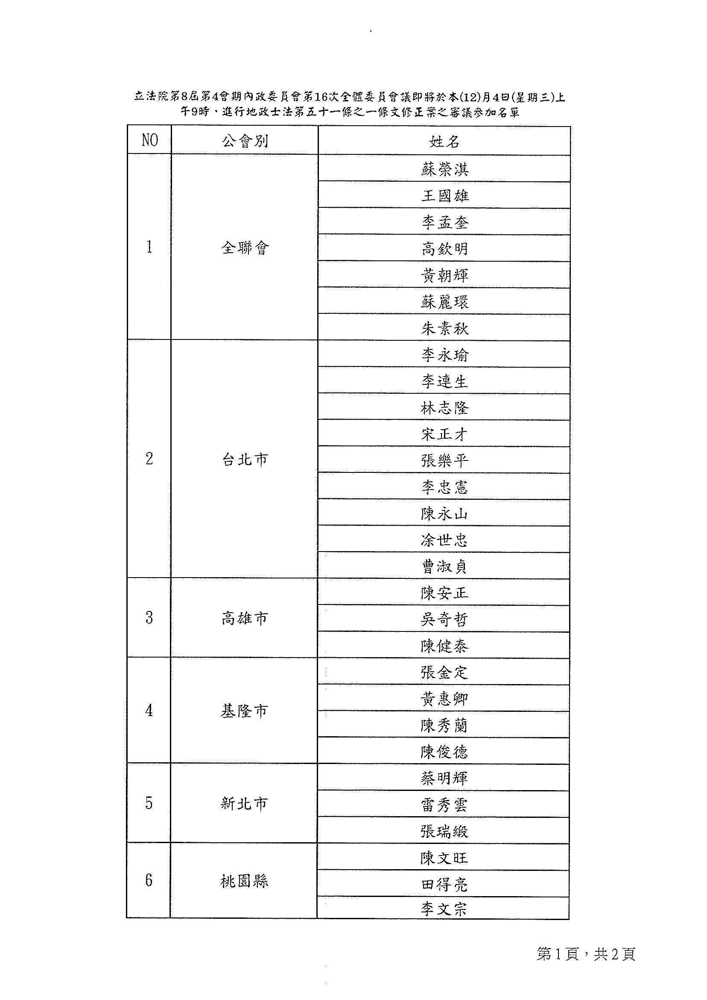 立法院第8屆第4會期內政委員會第16次全體委員會議即將於本(12)月4日(星期三)上
午9時，進行地政士法第五十一條之一條文修正案之審議參加名單
NO 公會別 姓名
1 全聯會 蘇榮淇
王國雄
李孟奎
高欽明
黃朝輝
蘇麗環
朱素秋
2 台北市 李永瑜
李連生
林志隆
宋正才
張樂平
李忠憲
陳永山
凃世忠
曹淑貞
3 高雄市 陳安正
吳奇哲
陳健泰
4 基隆市 張金定
黃惠卿
陳秀蘭
陳俊德
5 新北市 蔡明輝
雷秀雲
張瑞緞
6 桃園縣 陳文旺
田得亮
李文宗
第1頁，共2頁